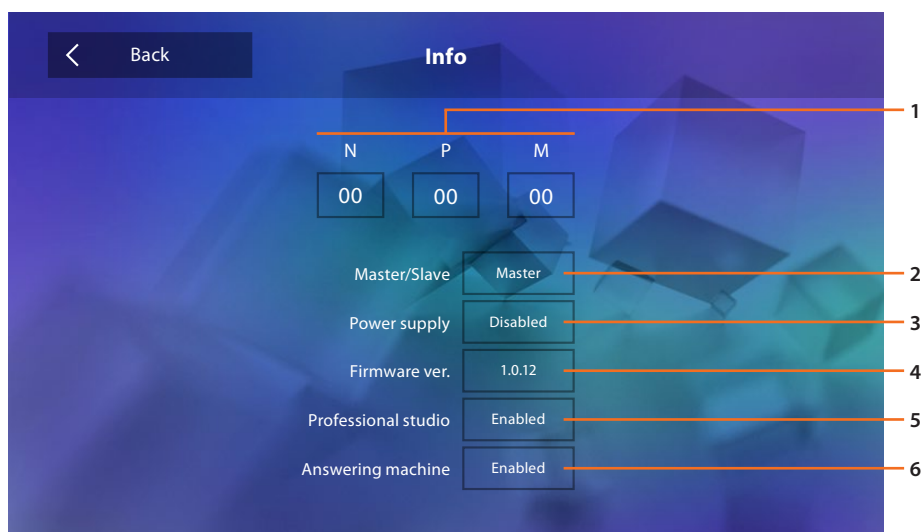 Back
Info
1
N P M
00 00 00
Master/Slave Master 2
Power supply Disabled 3
Firmware ver. 1.0.12 4
Professional studio Enabled 5
Answering machine Enabled 6